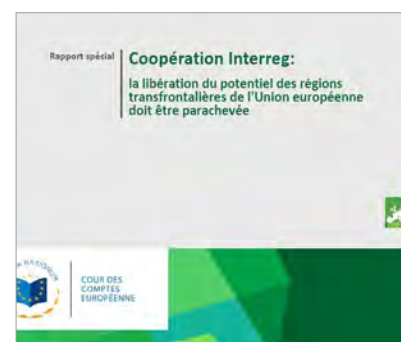 Rapport spécial
Coopération Interreg:
la libération du potentiel des régions
transfrontalières de l'Union européenne
doit être parachevée
COUR DES
COMPTES
EUROPÉENNE